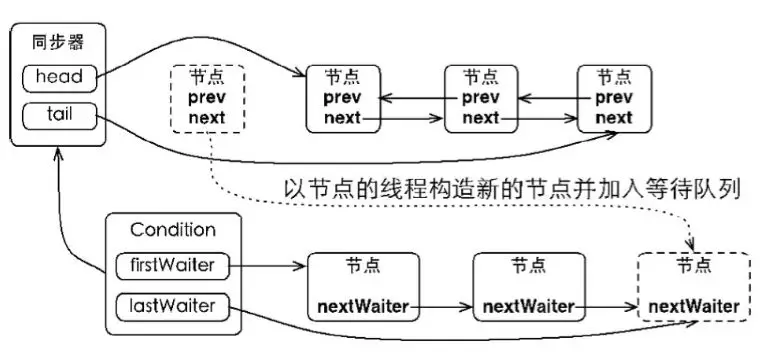 同步器
head
tail
节点
prev
next
节点
prev
next
节点
prev
next
节点
prev
next
以节点的线程构造新的节点并加入等待队列
Condition
firstWaiter
lastWaiter
节点
nextWaiter
节点
nextWaiter
节点
nextWaiter